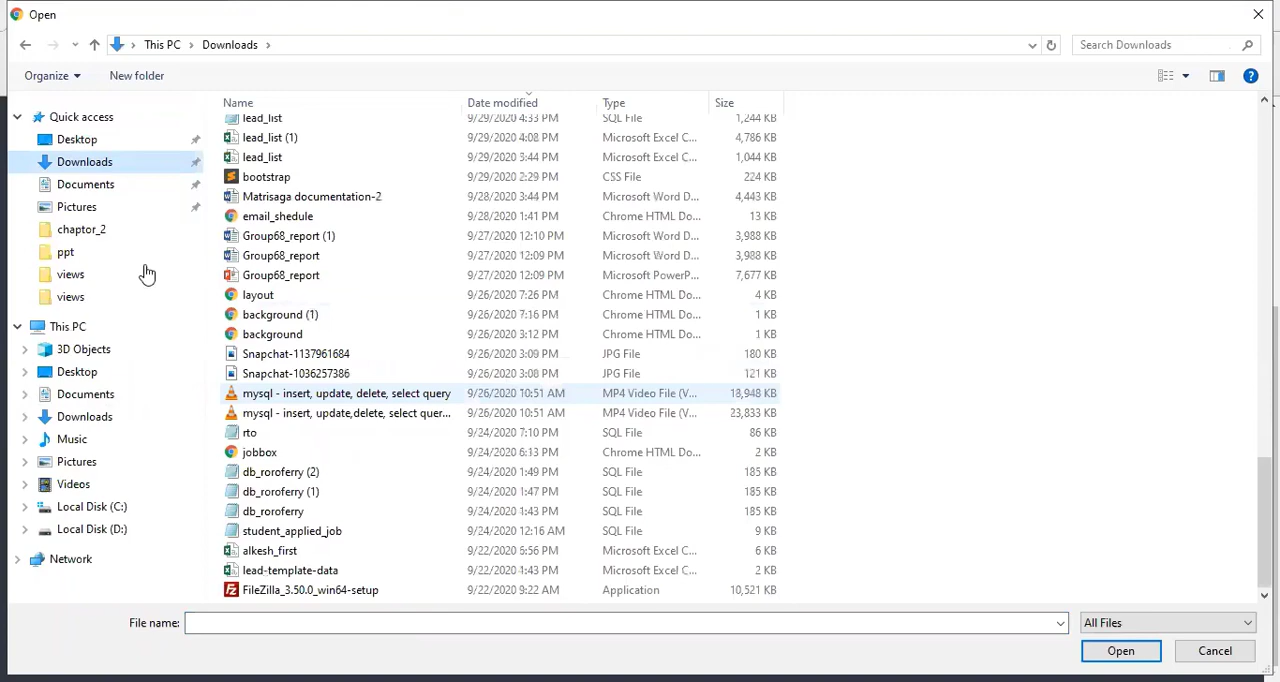 Open
This PC > Downloads >
Search Downloads
Organize
New folder
Name Date modified Type Size
Quick access
Desktop
Downloads
Documents
Pictures
chaptor_2
ppt
views
views
This PC
3D Objects
Desktop
Documents
Downloads
Music
Pictures
Videos
Local Disk (C:)
Local Disk (D:)
Network
lead_list 9/29/2020 4:33 PM SQL File 1,244 KB
lead_list (1) 9/29/2020 4:08 PM Microsoft Excel C... 4,786 KB
lead_list 9/29/2020 3:44 PM Microsoft Excel C... 1,044 KB
bootstrap 9/28/2020 2:29 PM CSS File 224 KB
Matrisaga documentation-2 9/28/2020 3:44 PM Microsoft Word D... 4,443 KB
email_shedule 9/28/2020 1:41 PM Chrome HTML Do... 13 KB
Group68_report (1) 9/27/2020 12:10 PM Microsoft Word D... 3,988 KB
Group68_report 9/27/2020 12:09 PM Microsoft Word D... 3,988 KB
Group68_report 9/27/2020 12:09 PM Microsoft PowerP... 7,677 KB
layout 9/26/2020 7:26 PM Chrome HTML Do... 4 KB
background (1) 9/26/2020 7:16 PM Chrome HTML Do... 1 KB
background 9/26/2020 3:12 PM Chrome HTML Do... 1 KB
Snapchat-1137961684 9/26/2020 3:09 PM JPG File 180 KB
Snapchat-1036257386 9/26/2020 3:08 PM JPG File 121 KB
mysql - insert, update, delete, select query 9/26/2020 10:51 AM MP4 Video File (V... 18,948 KB
mysql - insert, update,delete, select quer... 9/26/2020 10:51 AM MP4 Video File (V... 23,833 KB
rto 9/24/2020 7:10 PM SQL File 86 KB
jobbox 9/24/2020 6:13 PM Chrome HTML Do... 2 KB
db_roroferry (2) 9/24/2020 1:49 PM SQL File 185 KB
db_roroferry (1) 9/24/2020 1:47 PM SQL File 185 KB
db_roroferry 9/24/2020 1:43 PM SQL File 185 KB
student_applied_job 9/24/2020 12:16 AM SQL File 9 KB
alkesh_first 9/22/2020 6:56 PM Microsoft Excel C... 6 KB
lead-template-data 9/22/2020 1:43 PM Microsoft Excel C... 2 KB
FileZilla_3.50.0_win64-setup 9/22/2020 9:22 AM Application 10,521 KB
File name:
All Files
Open
Cancel